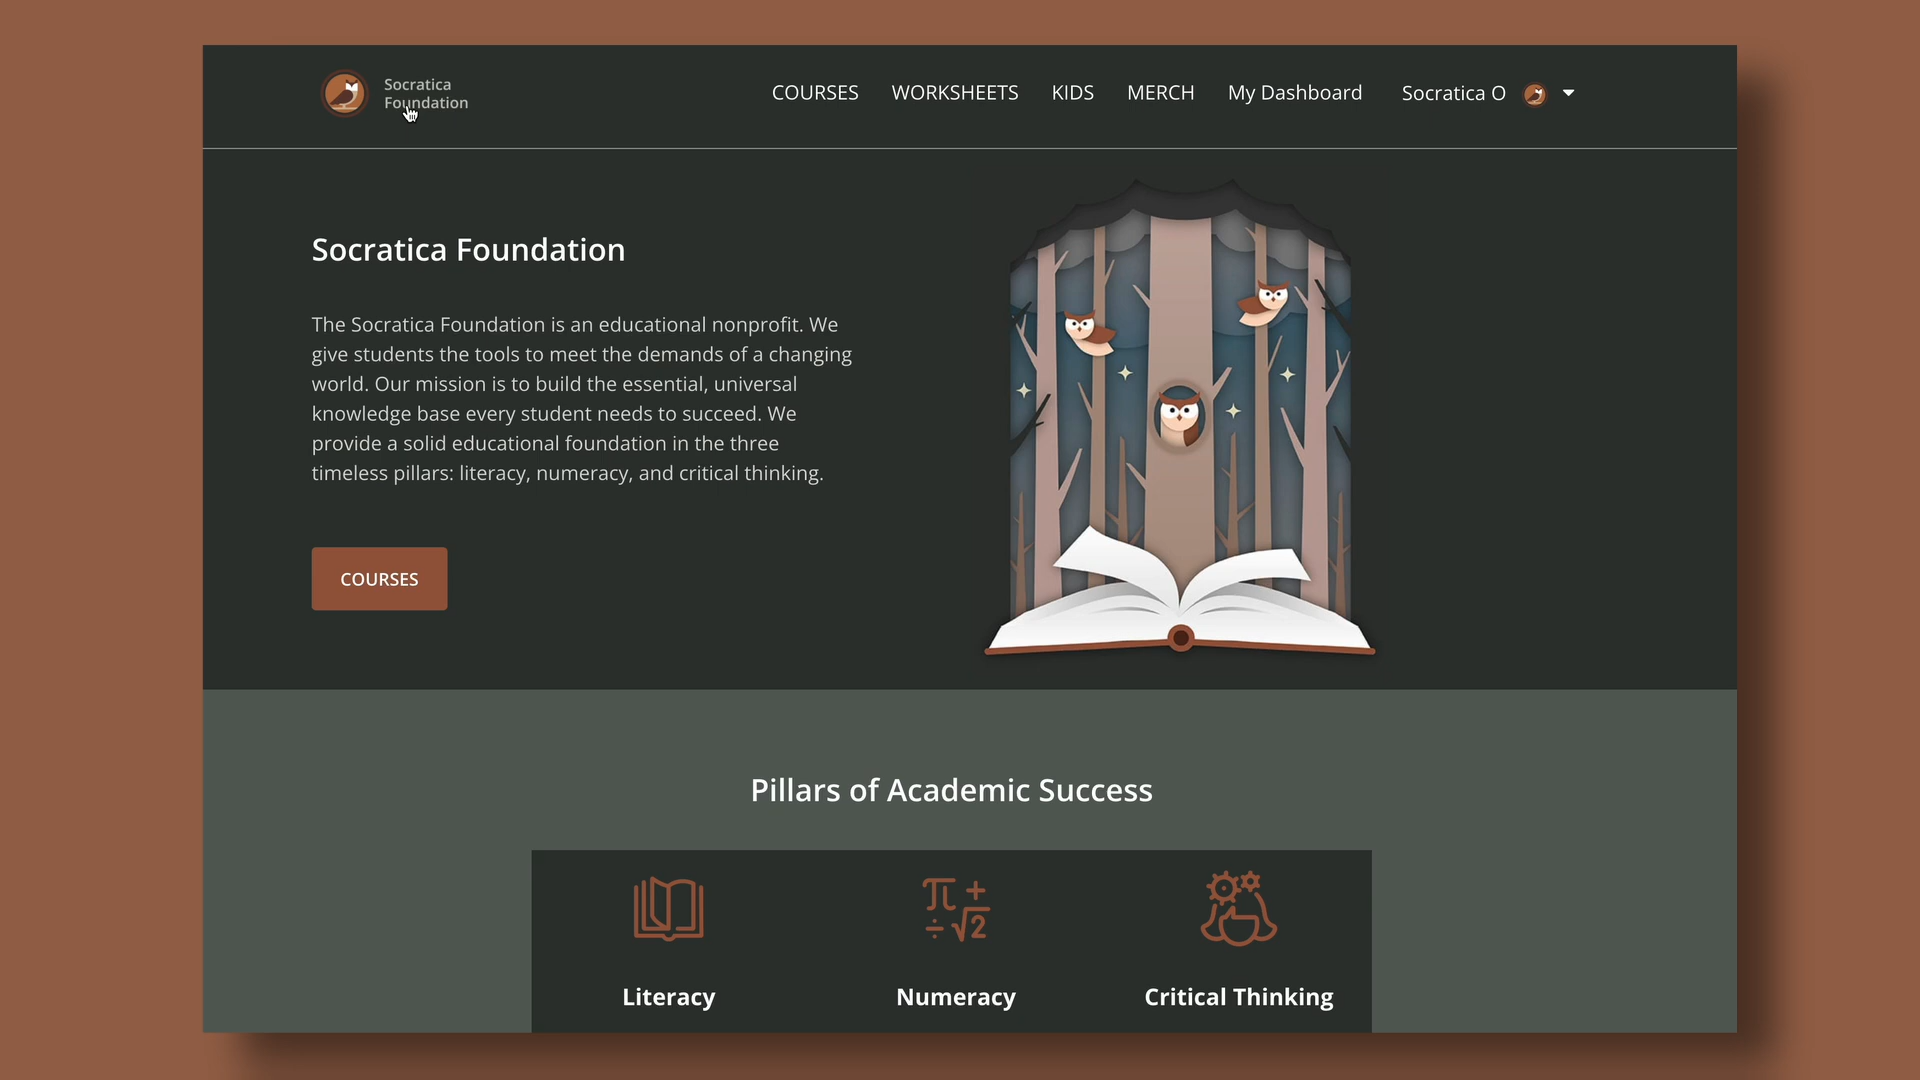 Socratica
Foundation
COURSES WORKSHEETS KIDS MERCH My Dashboard Socratica O
Socratica Foundation
The Socratica Foundation is an educational nonprofit. We
give students the tools to meet the demands of a changing
world. Our mission is to build the essential, universal
knowledge base every student needs to succeed. We
provide a solid educational foundation in the three
timeless pillars: literacy, numeracy, and critical thinking.
COURSES
Pillars of Academic Success
π +
÷ √2
Literacy Numeracy Critical Thinking